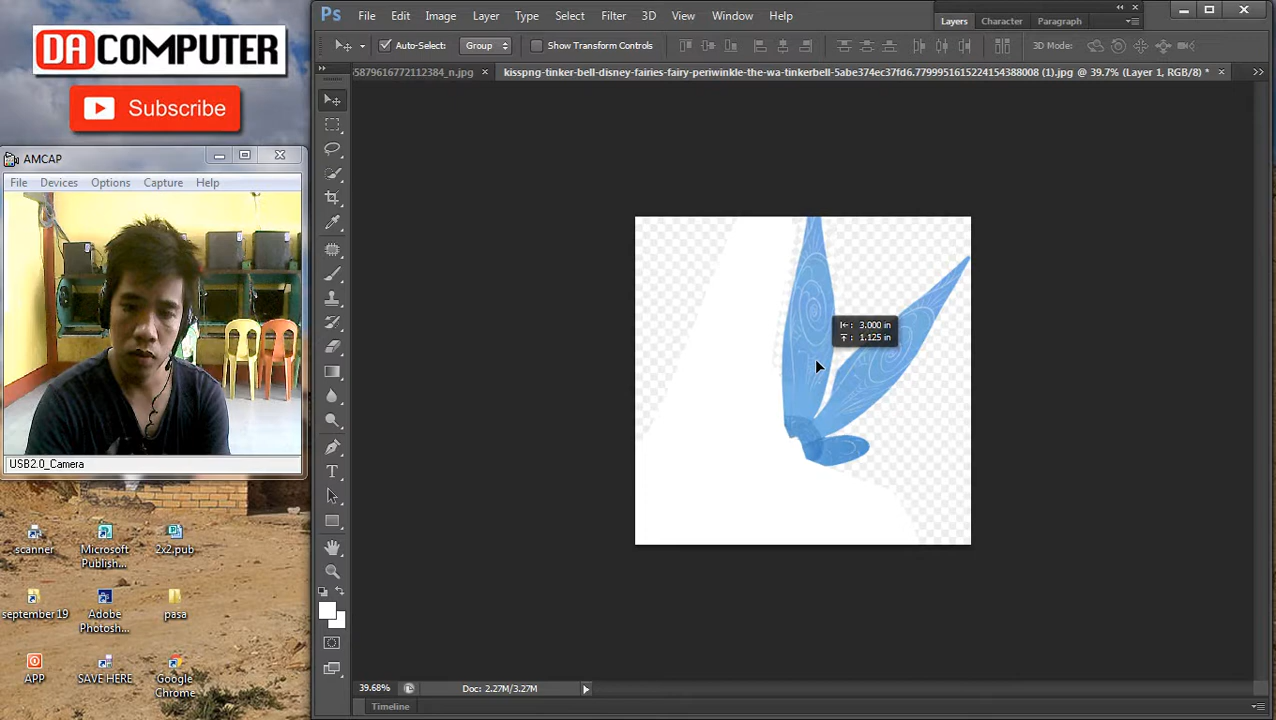 DA COMPUTER
Subscribe
AMCAP
File Devices Options Capture Help
USB2.0_Camera
scanner
Microsoft Publish...
2x2.pub
september 19
Adobe Photosh...
pasa
APP
SAVE HERE
Google Chrome
Ps File Edit Image Layer Type Select Filter 3D View Window Help
Layers Character Paragraph
Auto-Select: Group Show Transform Controls 3D Mode:
5879616772112384_n.jpg × kisspng-tinker-bell-disney-fairies-fairy-periwinkle-the-wa-tinkerbell-5abe374ec37fd6.7799951615224154388008 (1).jpg @ 39.7% (Layer 1, RGB/8) * ×
3.000 in
1.125 in
39.68% Doc: 2.27M/3.27M
Timeline